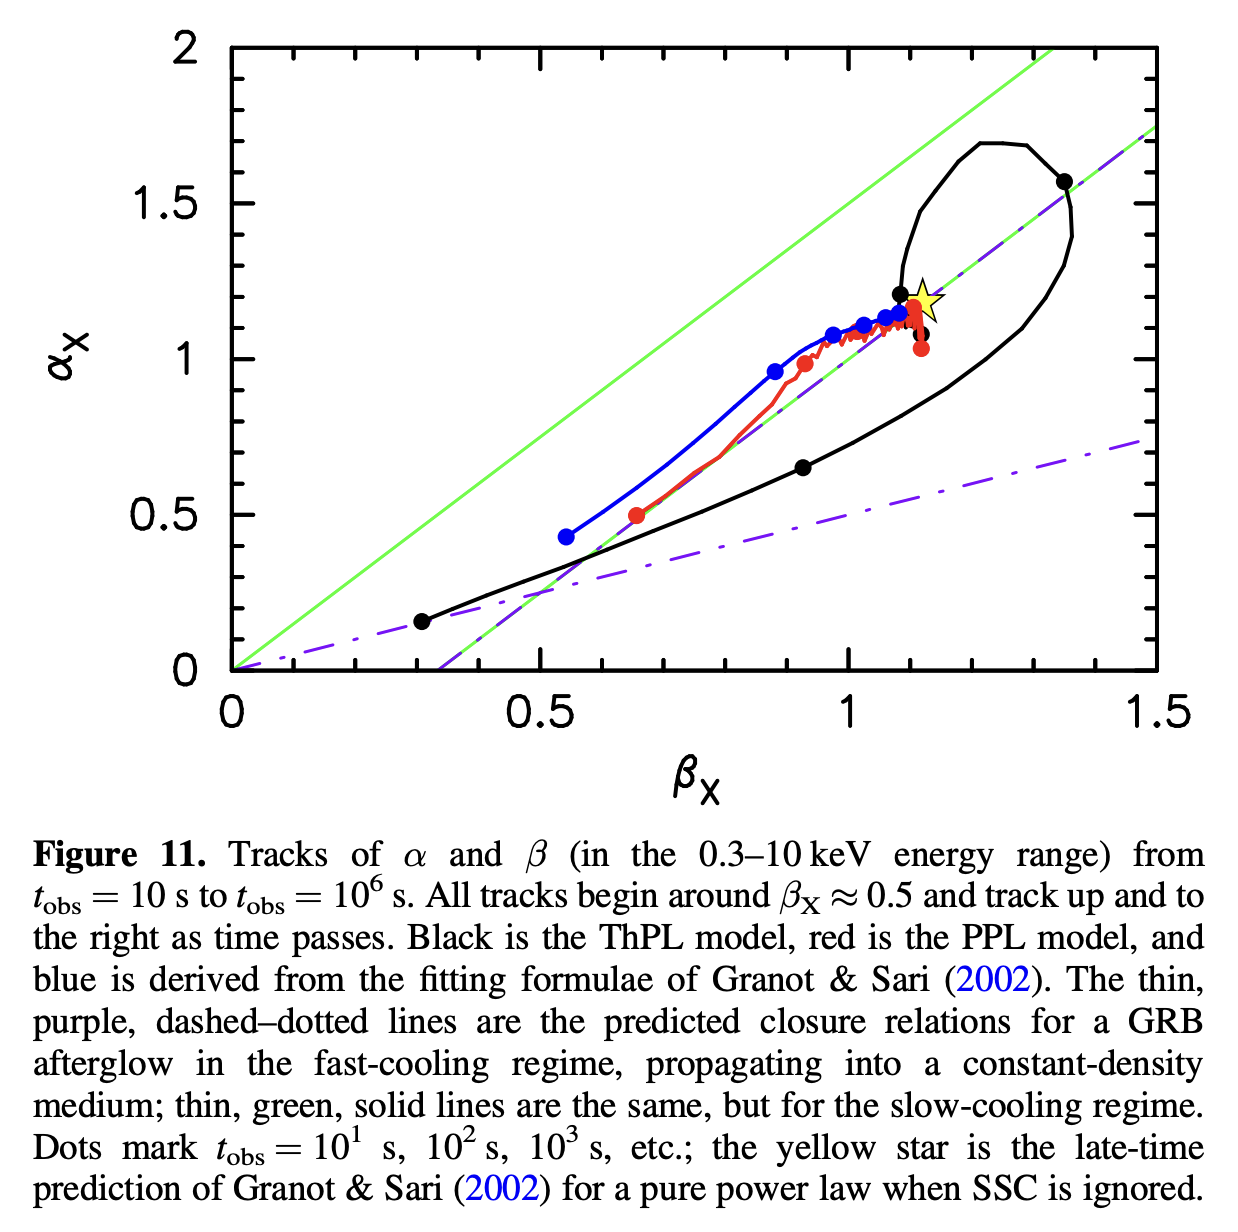 2
1.5
α_X
1
0.5
0
0 0.5 1 1.5
β_X
Figure 11. Tracks of α and β (in the 0.3–10 keV energy range) from
t_obs = 10 s to t_obs = 10^6 s. All tracks begin around β_X ≈ 0.5 and track up and to
the right as time passes. Black is the ThPL model, red is the PPL model, and
blue is derived from the fitting formulae of Granot & Sari (2002). The thin,
purple, dashed–dotted lines are the predicted closure relations for a GRB
afterglow in the fast-cooling regime, propagating into a constant-density
medium; thin, green, solid lines are the same, but for the slow-cooling regime.
Dots mark t_obs = 10^1 s, 10^2 s, 10^3 s, etc.; the yellow star is the late-time
prediction of Granot & Sari (2002) for a pure power law when SSC is ignored.